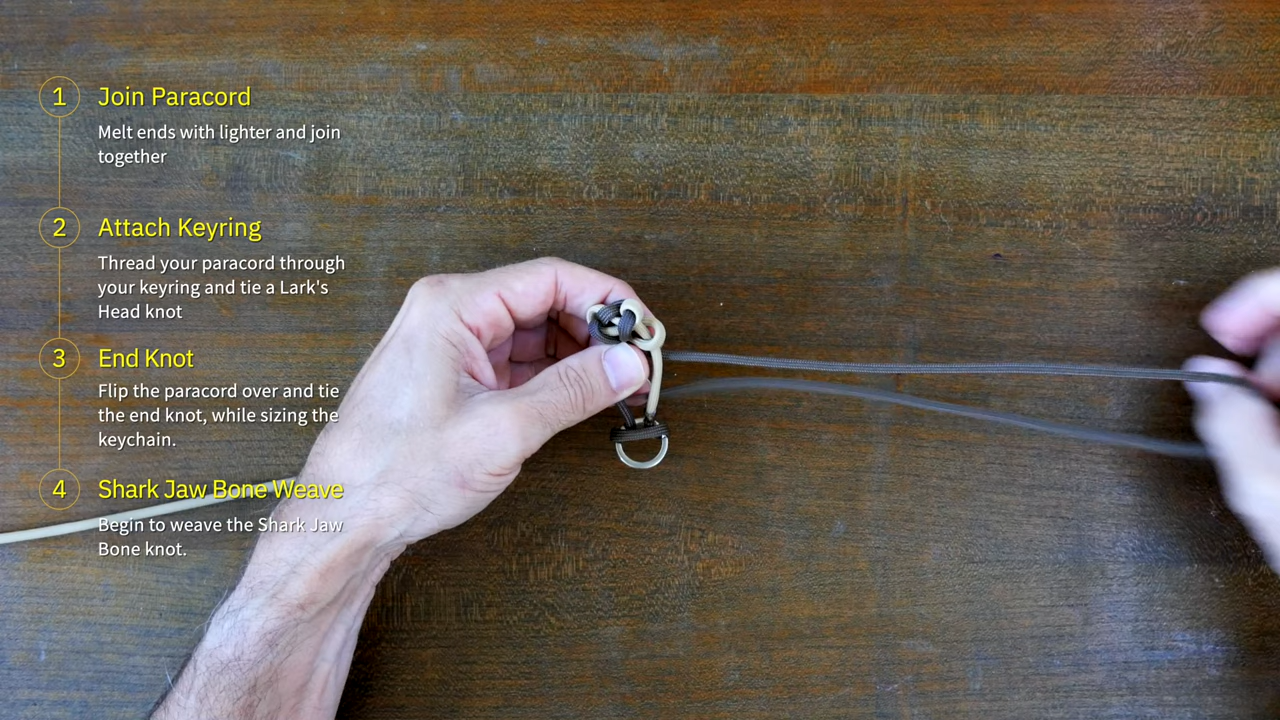 1 Join Paracord
Melt ends with lighter and join
together
2 Attach Keyring
Thread your paracord through
your keyring and tie a Lark's
Head knot
3 End Knot
Flip the paracord over and tie
the end knot, while sizing the
keychain.
4 Shark Jaw Bone Weave
Begin to weave the Shark Jaw
Bone knot.